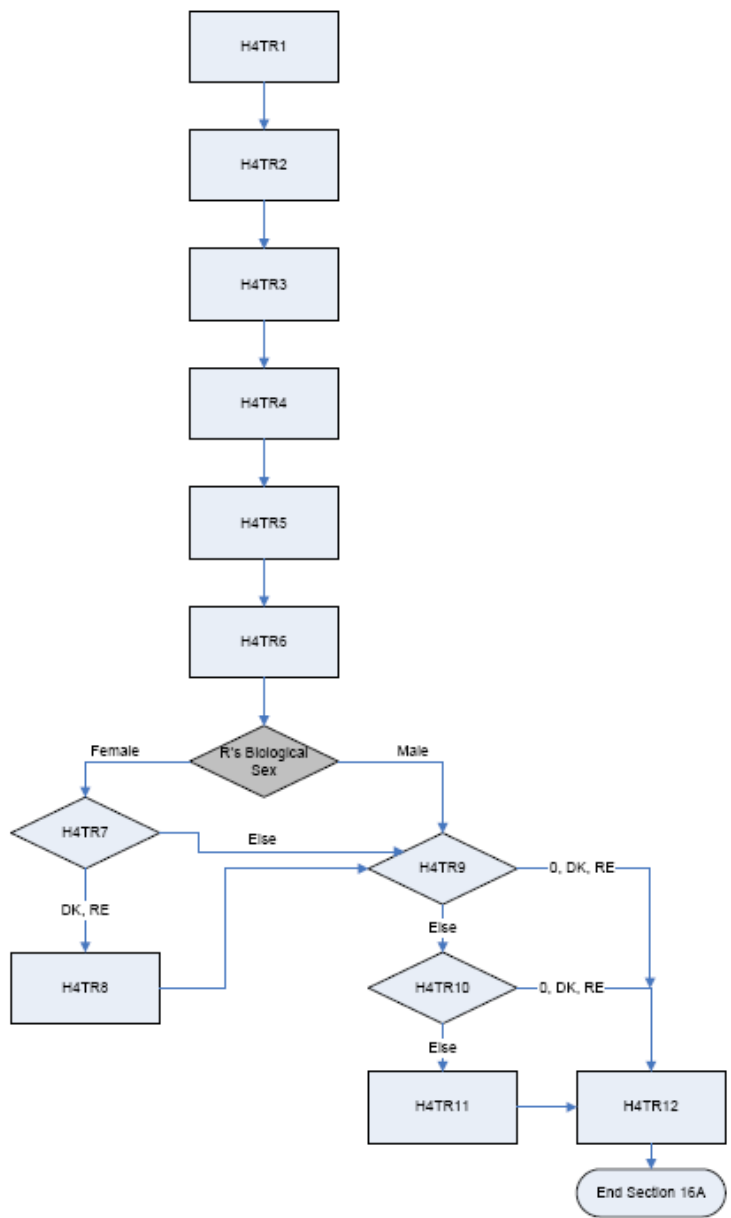 H4TR1
H4TR2
H4TR3
H4TR4
H4TR5
H4TR6
R's Biological
Sex
Female
Male
H4TR7
Else
H4TR9
0, DK, RE
DK, RE
Else
H4TR8
H4TR10
0, DK, RE
Else
H4TR11
H4TR12
End Section 16A